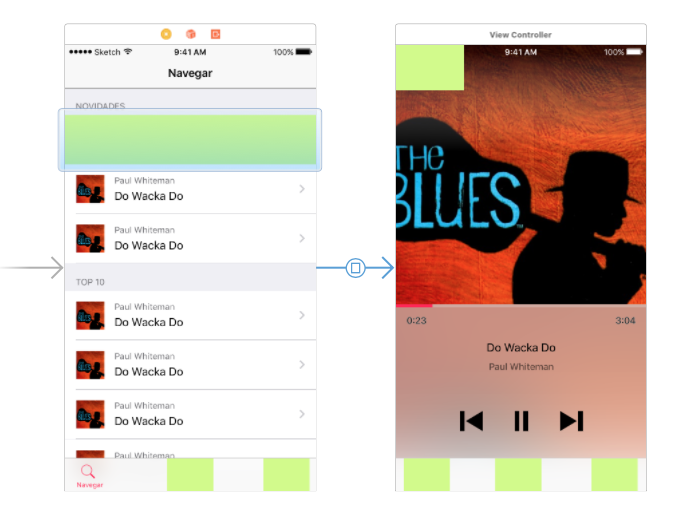 ●●●●● Sketch
9:41 AM
100%
Navegar
NOVIDADES
Paul Whiteman
Do Wacka Do
Paul Whiteman
Do Wacka Do
TOP 10
Paul Whiteman
Do Wacka Do
Paul Whiteman
Do Wacka Do
Paul Whiteman
Do Wacka Do
Paul Whiteman
Navegar
View Controller
9:41 AM
100%
THE
BLUES
0:23
3:04
Do Wacka Do
Paul Whiteman